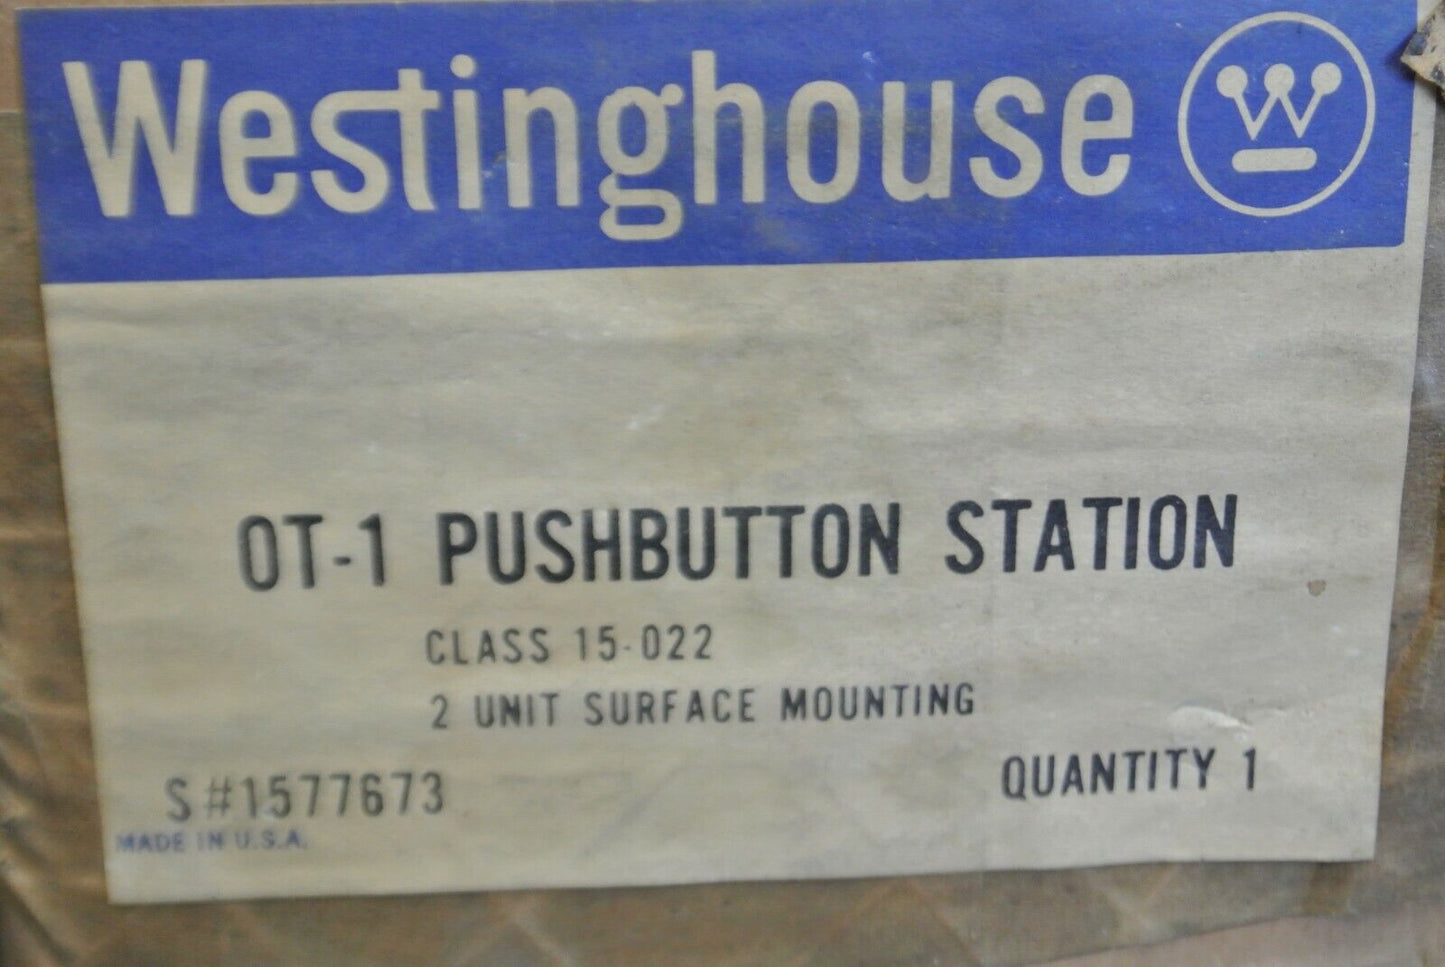 Westinghouse W
OT-1 PUSHBUTTON STATION
CLASS 15-022
2 UNIT SURFACE MOUNTING
S#1577673
QUANTITY 1
MADE IN U.S.A.